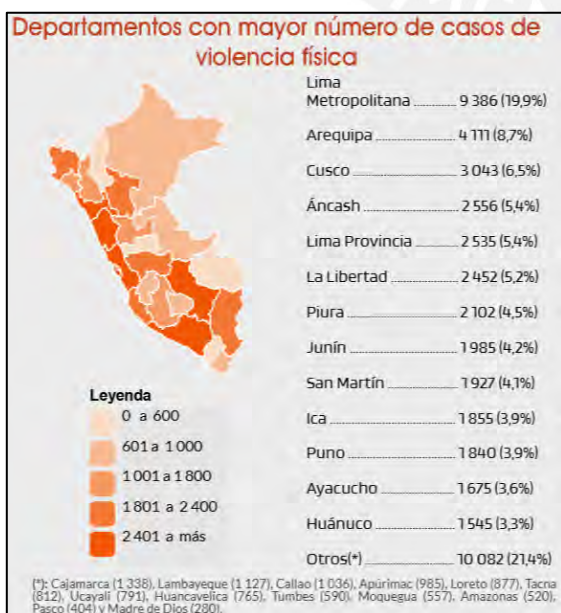 Departamentos con mayor número de casos de
violencia física
Lima
Metropolitana ............ 9 386 (19,9%)
Arequipa ............ 4 111 (8,7%)
Cusco ............ 3 043 (6,5%)
Áncash ............ 2 556 (5,4%)
Lima Provincia ............ 2 535 (5,4%)
La Libertad ............ 2 452 (5,2%)
Piura ............ 2 102 (4,5%)
Junín ............ 1 985 (4,2%)
San Martín ............ 1 927 (4,1%)
Ica ............ 1 855 (3,9%)
Puno ............ 1 840 (3,9%)
Ayacucho ............ 1 675 (3,6%)
Huánuco ............ 1 545 (3,3%)
Otros(*) ............ 10 082 (21,4%)
Leyenda
0 a 600
601 a 1 000
1 001 a 1 800
1 801 a 2 400
2 401 a más
(*): Cajamarca (1 338), Lambayeque (1 127), Callao (1 036), Apúrimac (985), Loreto (877), Tacna
(812), Ucayali (791), Huancavelica (765), Tumbes (590), Moquegua (557), Amazonas (520),
Pasco (404) y Madre de Dios (280).